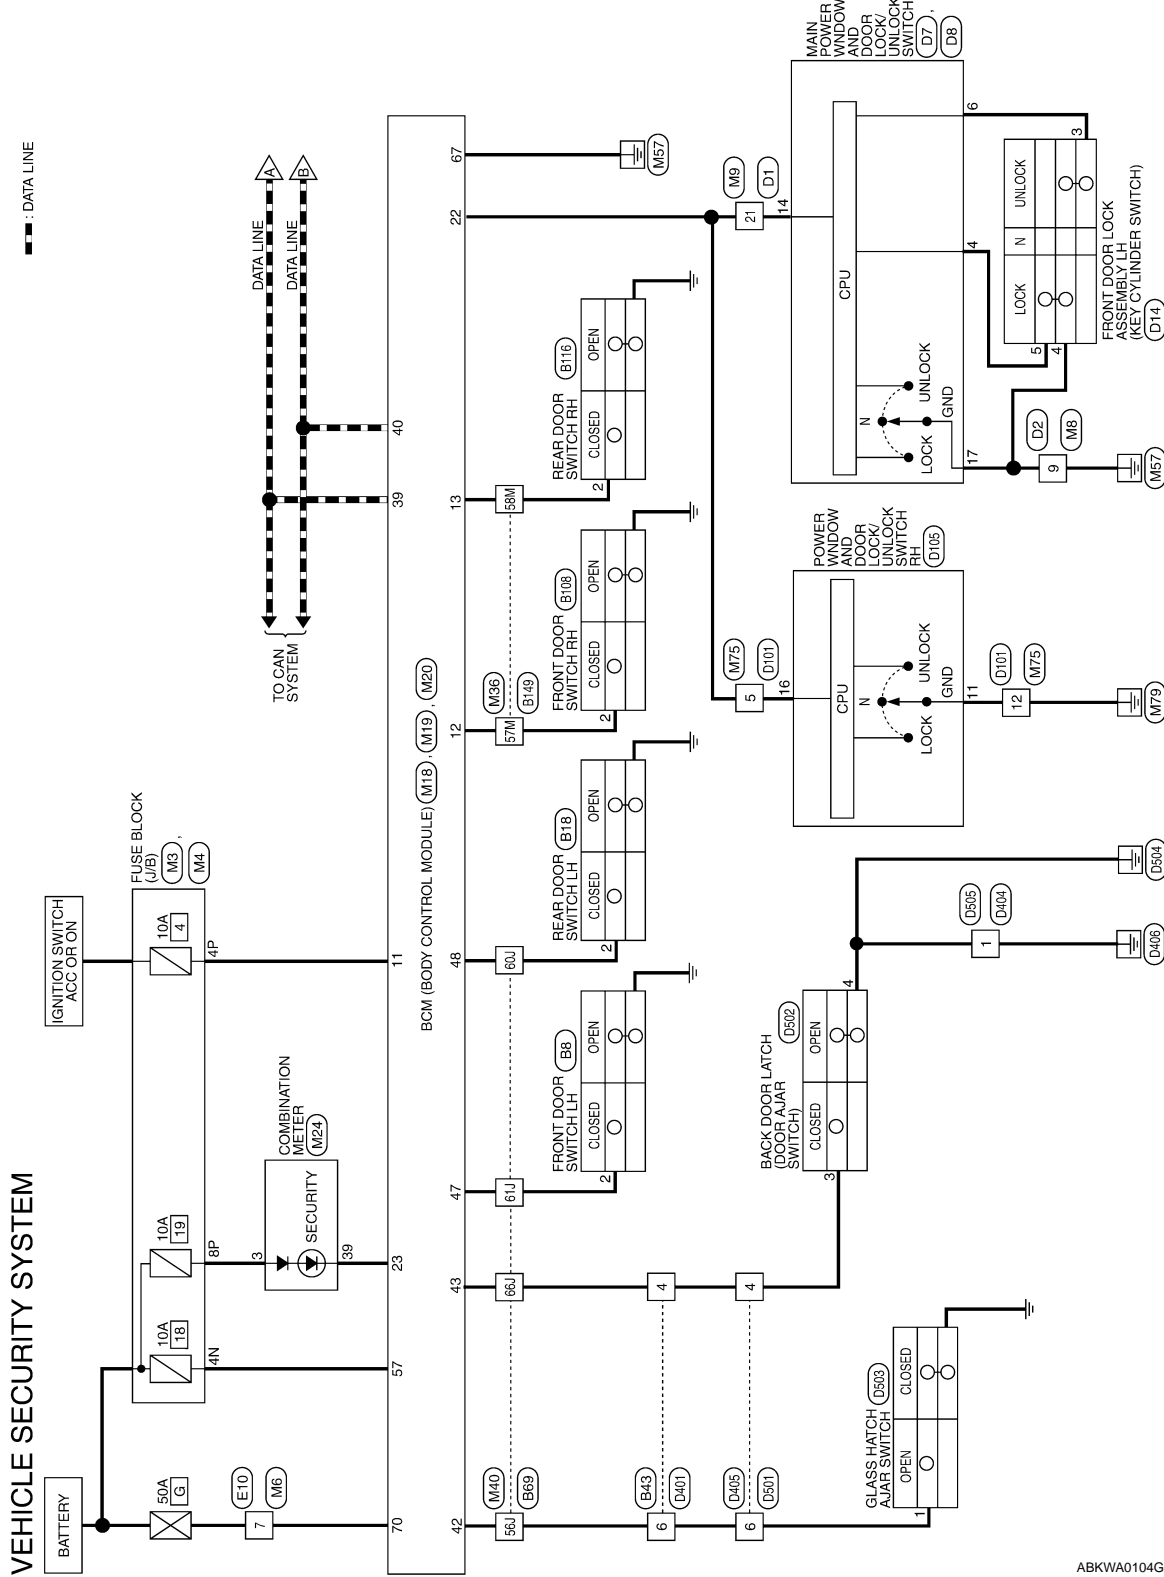 VEHICLE SECURITY SYSTEM
: DATA LINE
BATTERY
50A
G
7
E10
M6
70
IGNITION SWITCH
ACC OR ON
FUSE BLOCK
(J/B)
M3 ,
M4
10A
18
4N
57
10A
19
8P
10A
4
4P
11
COMBINATION
METER
M24
3
SECURITY
39
23
TO CAN
SYSTEM
DATA LINE
DATA LINE
A
B
39
40
BCM (BODY CONTROL MODULE) M18 , M19 , M20
42
43
47
48
12
13
22
67
M57
56J
M40
B69
66J
61J
60J
57M
M36
B149
58M
FRONT DOOR
SWITCH LH
B8
CLOSED
OPEN
2
REAR DOOR
SWITCH LH
B18
CLOSED
OPEN
2
FRONT DOOR
SWITCH RH
B108
CLOSED
OPEN
2
REAR DOOR
SWITCH RH
B116
CLOSED
OPEN
2
6
B43
D401
4
6
D405
D501
4
GLASS HATCH
AJAR SWITCH
D503
OPEN
CLOSED
1
BACK DOOR LATCH
(DOOR AJAR
SWITCH)
D502
CLOSED
OPEN
3
4
1
D505
D404
D406
D504
5
M75
D101
16
POWER
WNDOW
AND
DOOR
LOCK/
UNLOCK
SWITCH
RH
D105
CPU
N
LOCK
UNLOCK
GND
11
12
D101
M75
M79
21
M9
D1
14
MAIN
POWER
WNDOW
AND
DOOR
LOCK/
UNLOCK
SWITCH
D7 ,
D8
CPU
N
LOCK
UNLOCK
GND
17
4
6
9
D2
M8
M57
5
4
3
LOCK
N
UNLOCK
FRONT DOOR LOCK
ASSEMBLY LH
(KEY CYLINDER SWITCH)
D14
ABKWA0104G